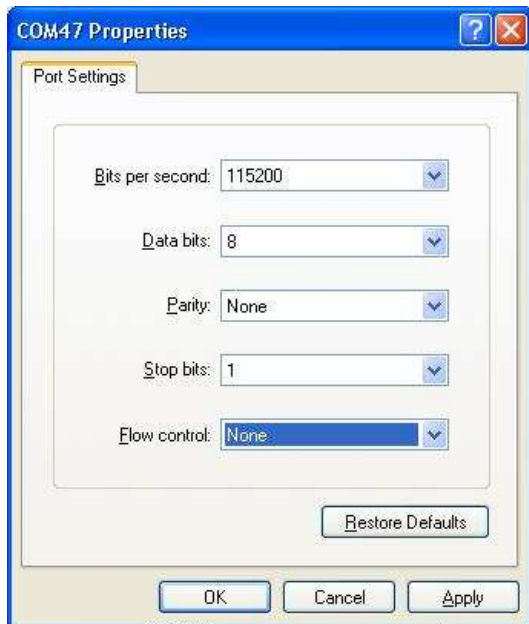 COM47 Properties
Port Settings
Bits per second: 115200
Data bits: 8
Parity: None
Stop bits: 1
Flow control: None
Restore Defaults
OK Cancel Apply